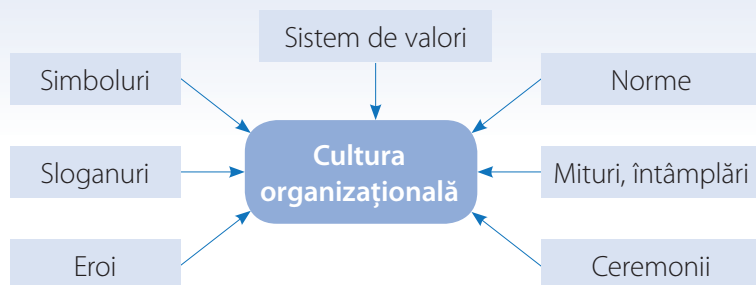 Sistem de valori
Simboluri
Norme
Cultura
organizațională
Sloganuri
Mituri, întâmplări
Eroi
Ceremonii